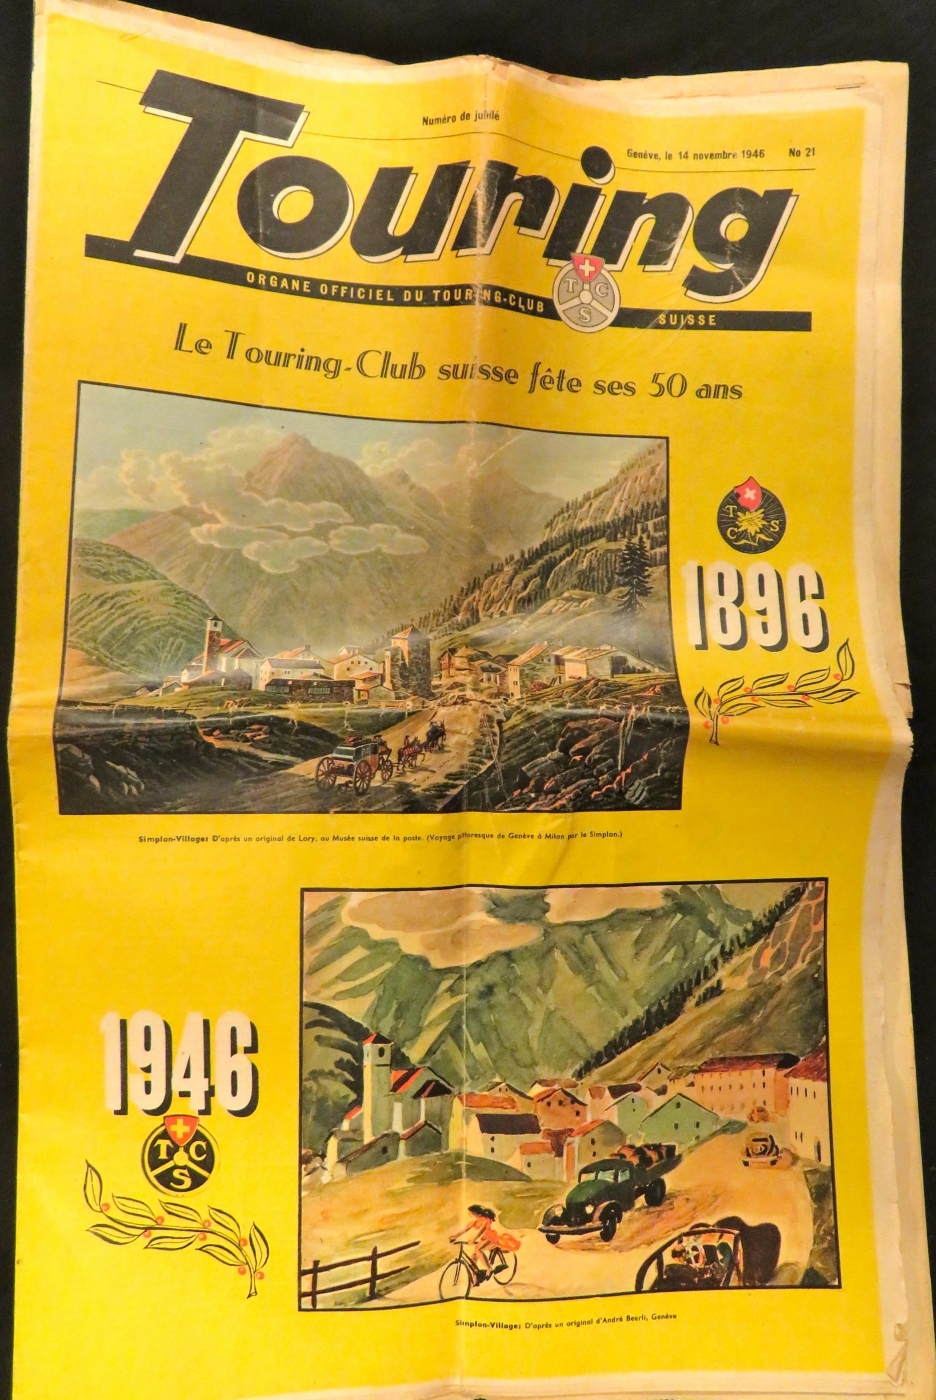 Numéro de jubilé
Genève, le 14 novembre 1946 No 21
Touring
ORGANE OFFICIEL DU TOURING-CLUB SUISSE
T C S
Le Touring-Club suisse fête ses 50 ans
T S C
1896
Simplon-Village: D'après un original de Lory, au Musée suisse de la poste. (Voyage pittoresque de Genève à Milan par le Simplon.)
1946
T C S
Simplon-Village: D'après un original d'André Beerli, Genève